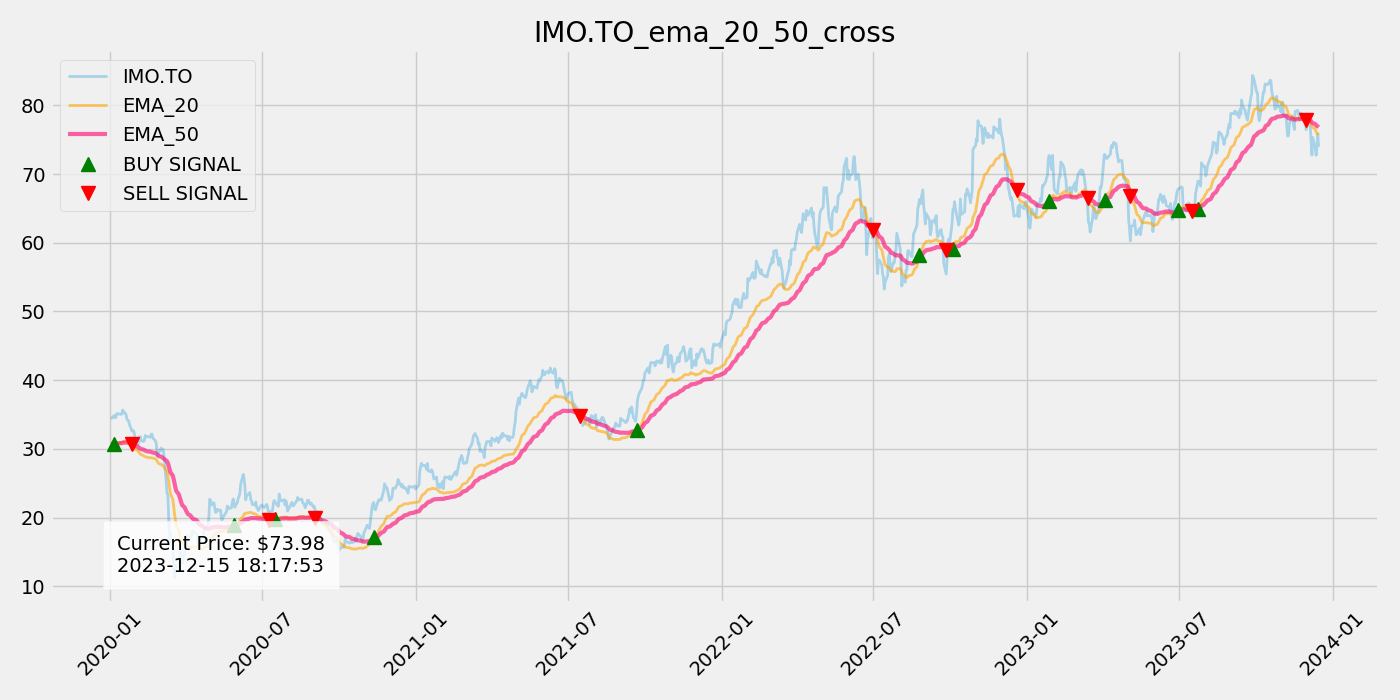 IMO.TO_ema_20_50_cross
IMO.TO
EMA_20
EMA_50
BUY SIGNAL
SELL SIGNAL
80
70
60
50
40
30
20
10
Current Price: $73.98
2023-12-15 18:17:53
2020-01
2020-07
2021-01
2021-07
2022-01
2022-07
2023-01
2023-07
2024-01